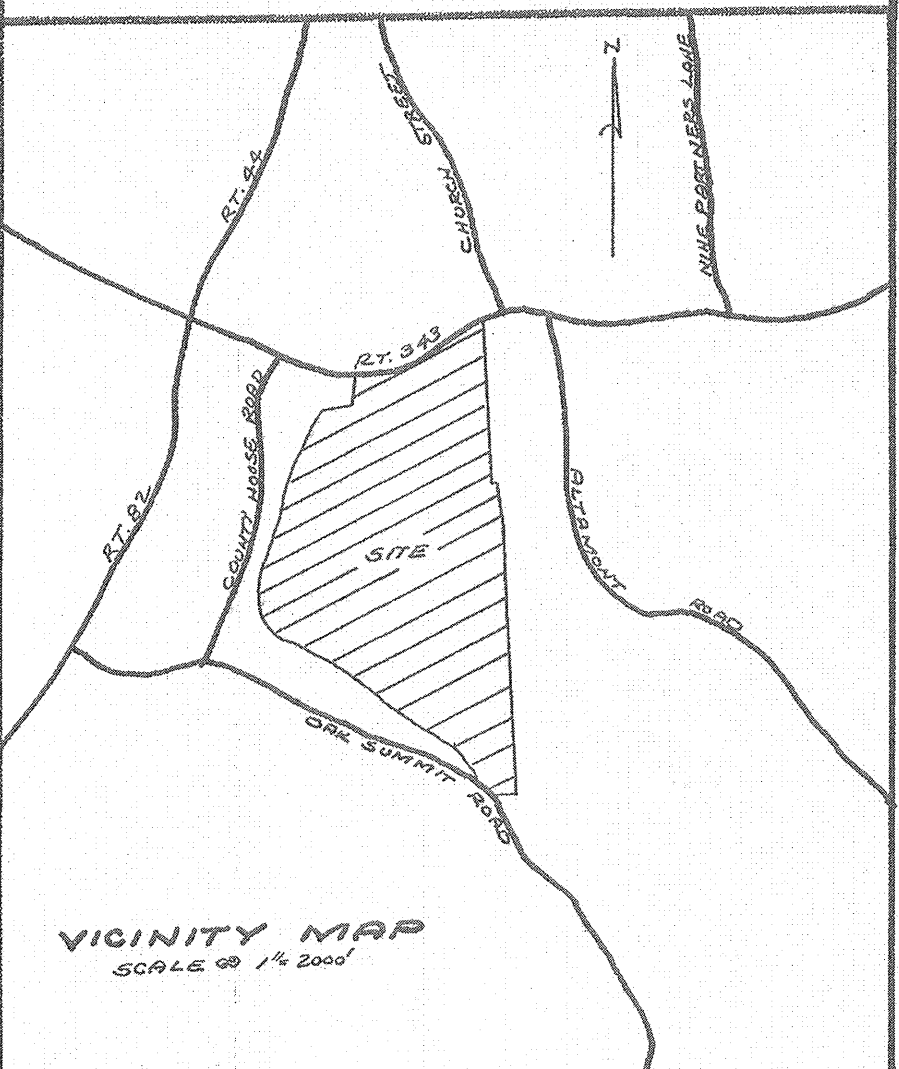 N
STREET
CHURCH
NINE PARTNERS LANE
RT. 44
RT. 343
COUNTY HOUSE ROAD
RT. 82
ALTAMONT
ROAD
SITE
OAK SUMMIT
ROAD
VICINITY MAP
SCALE @ 1"= 2000'